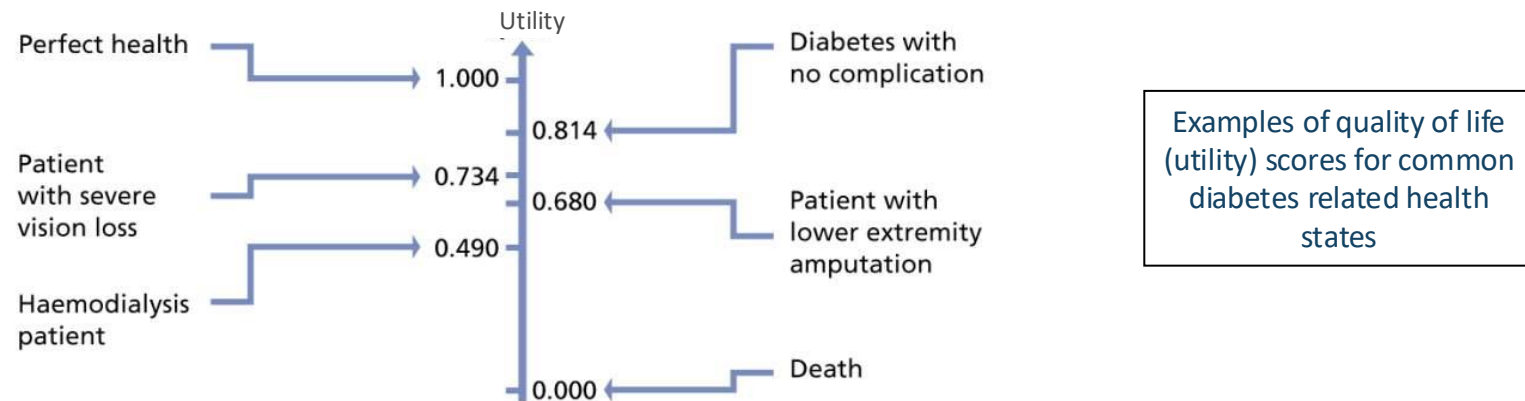 Utility
Perfect health
1.000
Diabetes with
no complication
0.814
Patient
with severe
vision loss
0.734
0.680
Patient with
lower extremity
amputation
0.490
Haemodialysis
patient
Death
0.000
Examples of quality of life
(utility) scores for common
diabetes related health
states